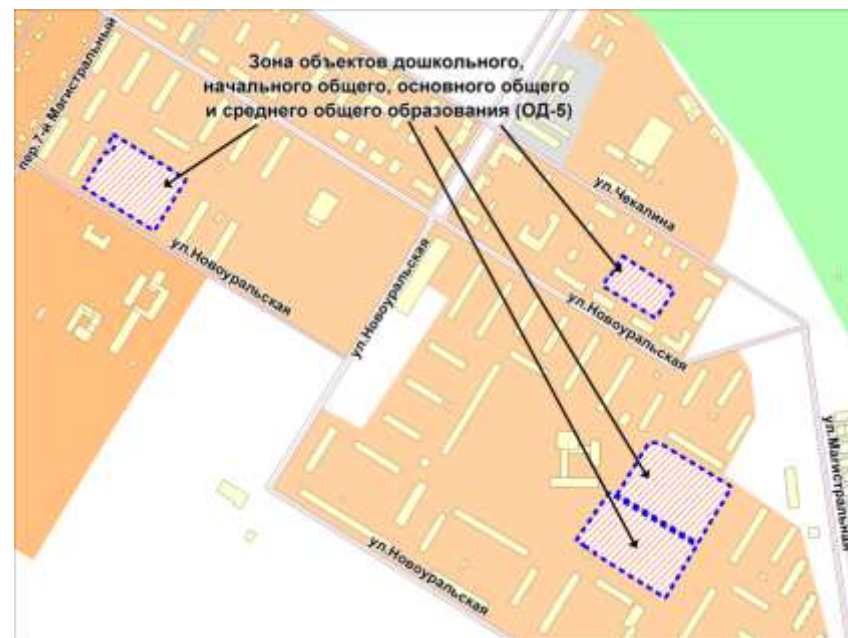 Зона объектов дошкольного,
начального общего, основного общего
и среднего общего образования (ОД-5)
пер.7-й Магистральный
ул.Чекалина
ул.Новоуральская
ул.Новоуральская
ул.Новоуральская
ул.Магистральная
ул.Новоуральская